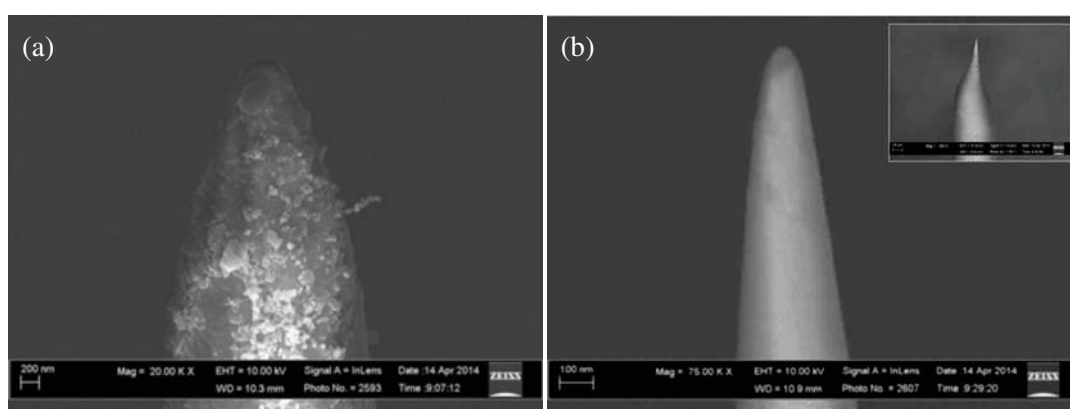 (a)
200 nm
Mag = 20.00 K X
EHT = 10.00 kV
Signal A = InLens
Date :14 Apr 2014
WD = 10.3 mm
Photo No. = 2593
Time :9:07:12
ZEISS
(b)
100 nm
Mag = 75.00 K X
EHT = 10.00 kV
Signal A = InLens
Date :14 Apr 2014
WD = 10.9 mm
Photo No. = 2607
Time :9:29:20
ZEISS